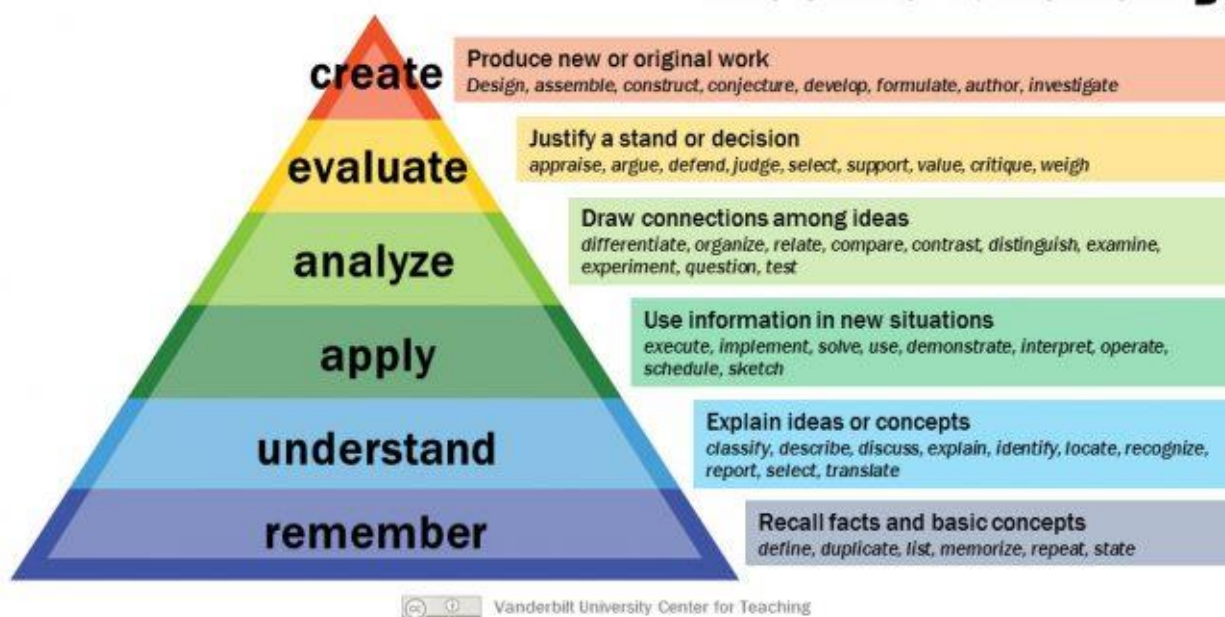 create
Produce new or original work
Design, assemble, construct, conjecture, develop, formulate, author, investigate
evaluate
Justify a stand or decision
appraise, argue, defend, judge, select, support, value, critique, weigh
analyze
Draw connections among ideas
differentiate, organize, relate, compare, contrast, distinguish, examine,
experiment, question, test
apply
Use information in new situations
execute, implement, solve, use, demonstrate, interpret, operate,
schedule, sketch
understand
Explain ideas or concepts
classify, describe, discuss, explain, identify, locate, recognize,
report, select, translate
remember
Recall facts and basic concepts
define, duplicate, list, memorize, repeat, state
cc Vanderbilt University Center for Teaching